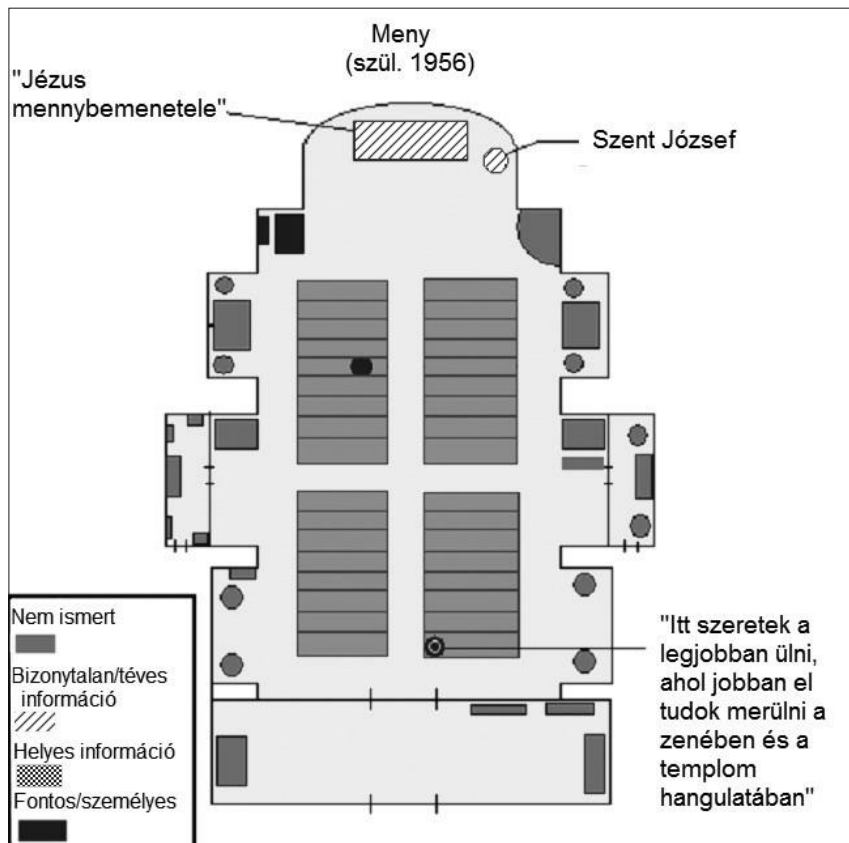 Meny
(szül. 1956)
"Jézus
mennybemenetele"
Szent József
Nem ismert
Bizonytalan/téves
információ
Helyes információ
Fontos/személyes
"Itt szeretek a
legjobban ülni,
ahol jobban el
tudok merülni a
zenében és a
templom
hangulatában"